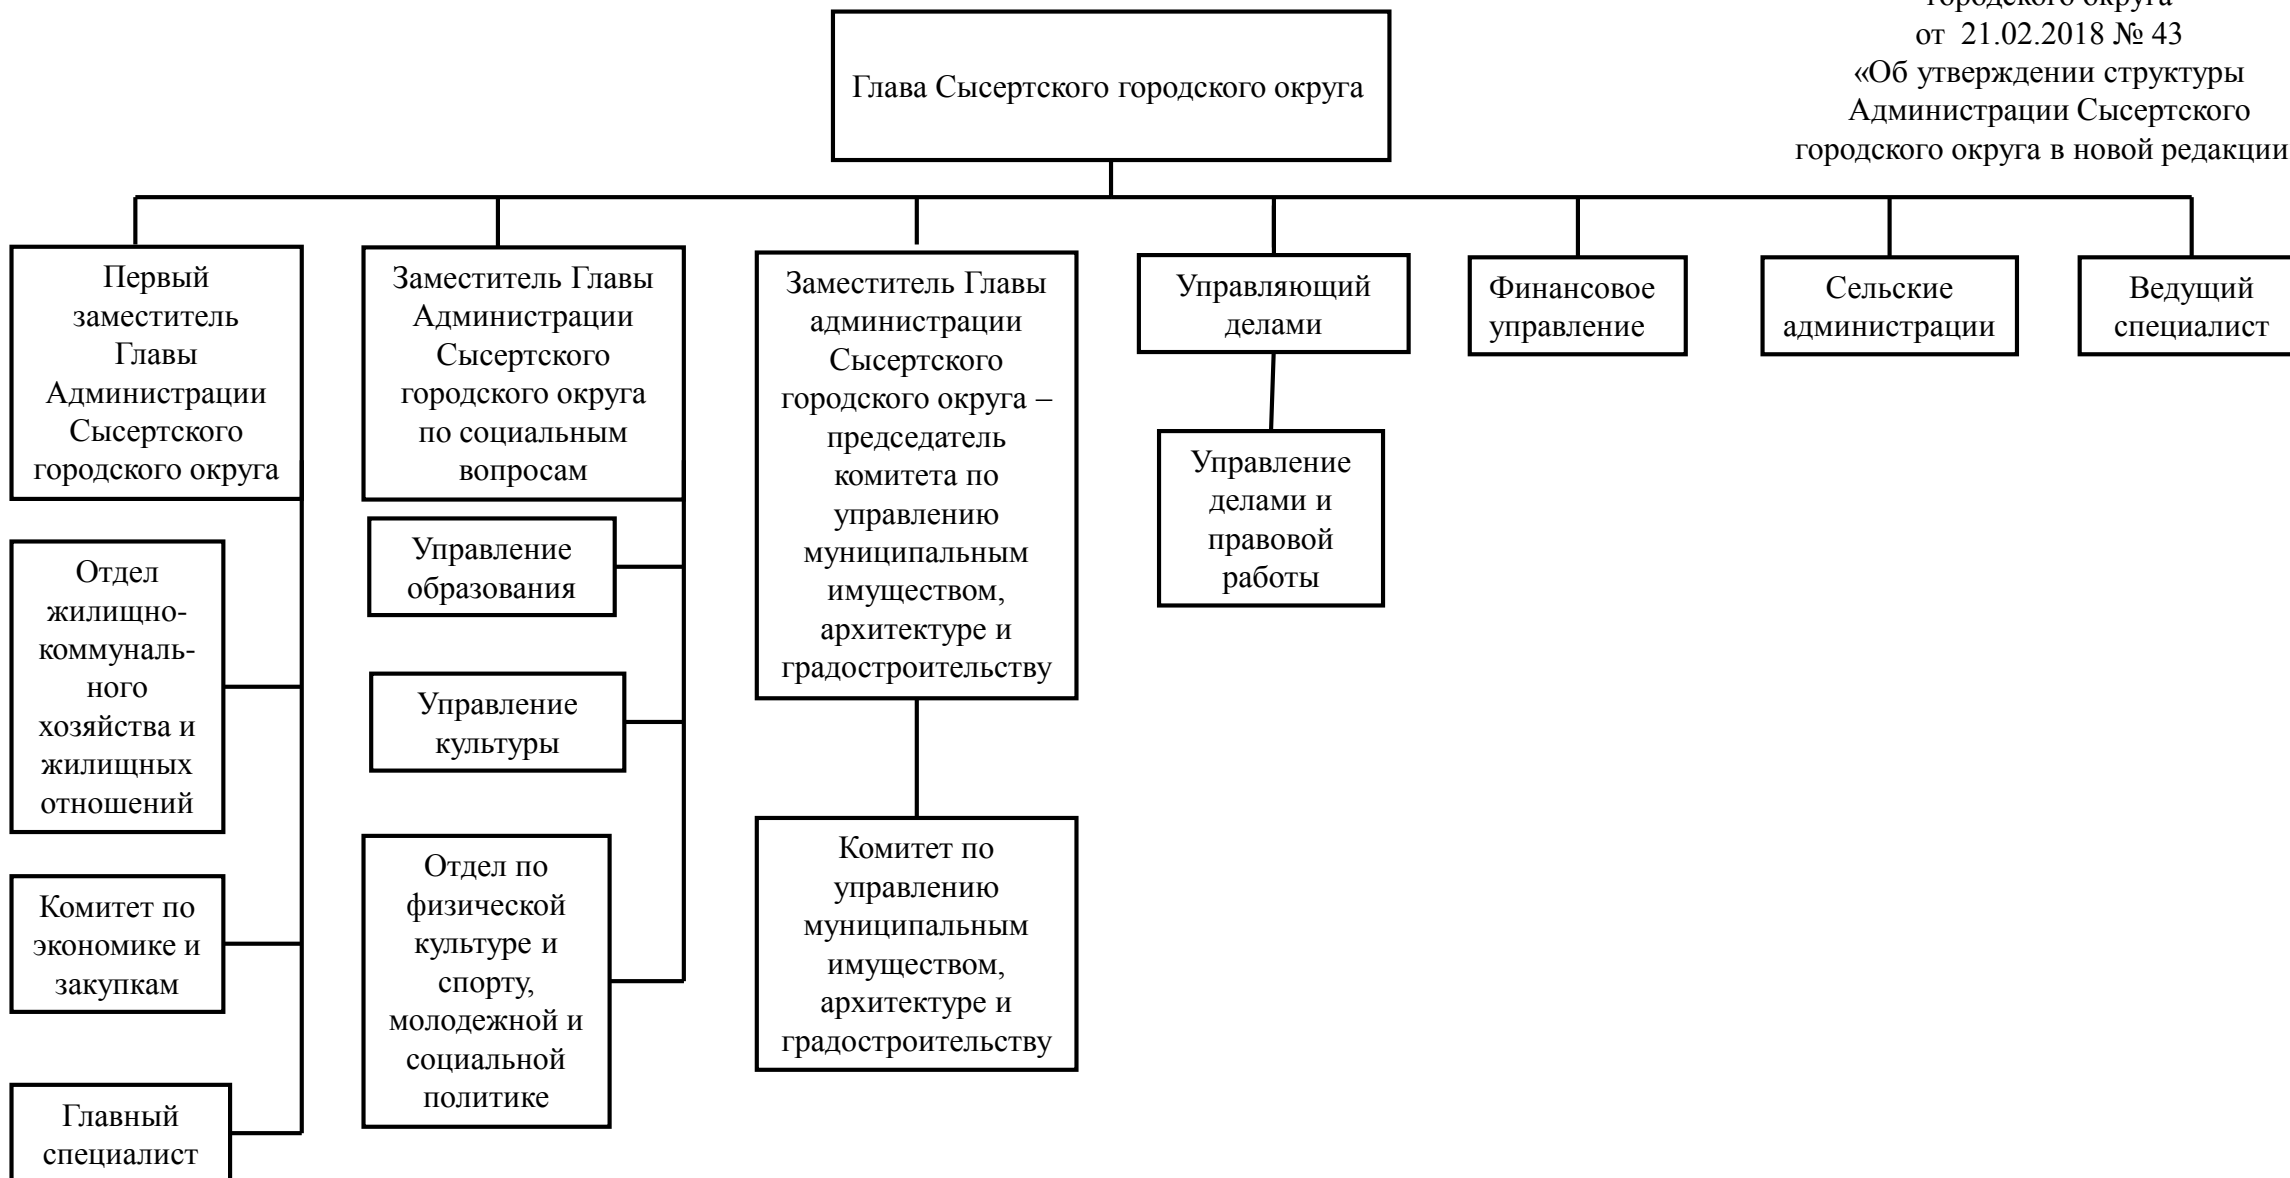 городского округа
от 21.02.2018 № 43
«Об утверждении структуры
Администрации Сысертского
городского округа в новой редакции
Глава Сысертского городского округа
Первый
заместитель
Главы
Администрации
Сысертского
городского округа
Заместитель Главы
Администрации
Сысертского
городского округа
по социальным
вопросам
Заместитель Главы
администрации
Сысертского
городского округа –
председатель
комитета по
управлению
муниципальным
имуществом,
архитектуре и
градостроительству
Управляющий
делами
Финансовое
управление
Сельские
администрации
Ведущий
специалист
Отдел
жилищно-
коммуналь-
ного
хозяйства и
жилищных
отношений
Комитет по
экономике и
закупкам
Главный
специалист
Управление
образования
Управление
культуры
Отдел по
физической
культуре и
спорту,
молодежной и
социальной
политике
Комитет по
управлению
муниципальным
имуществом,
архитектуре и
градостроительству
Управление
делами и
правовой
работы